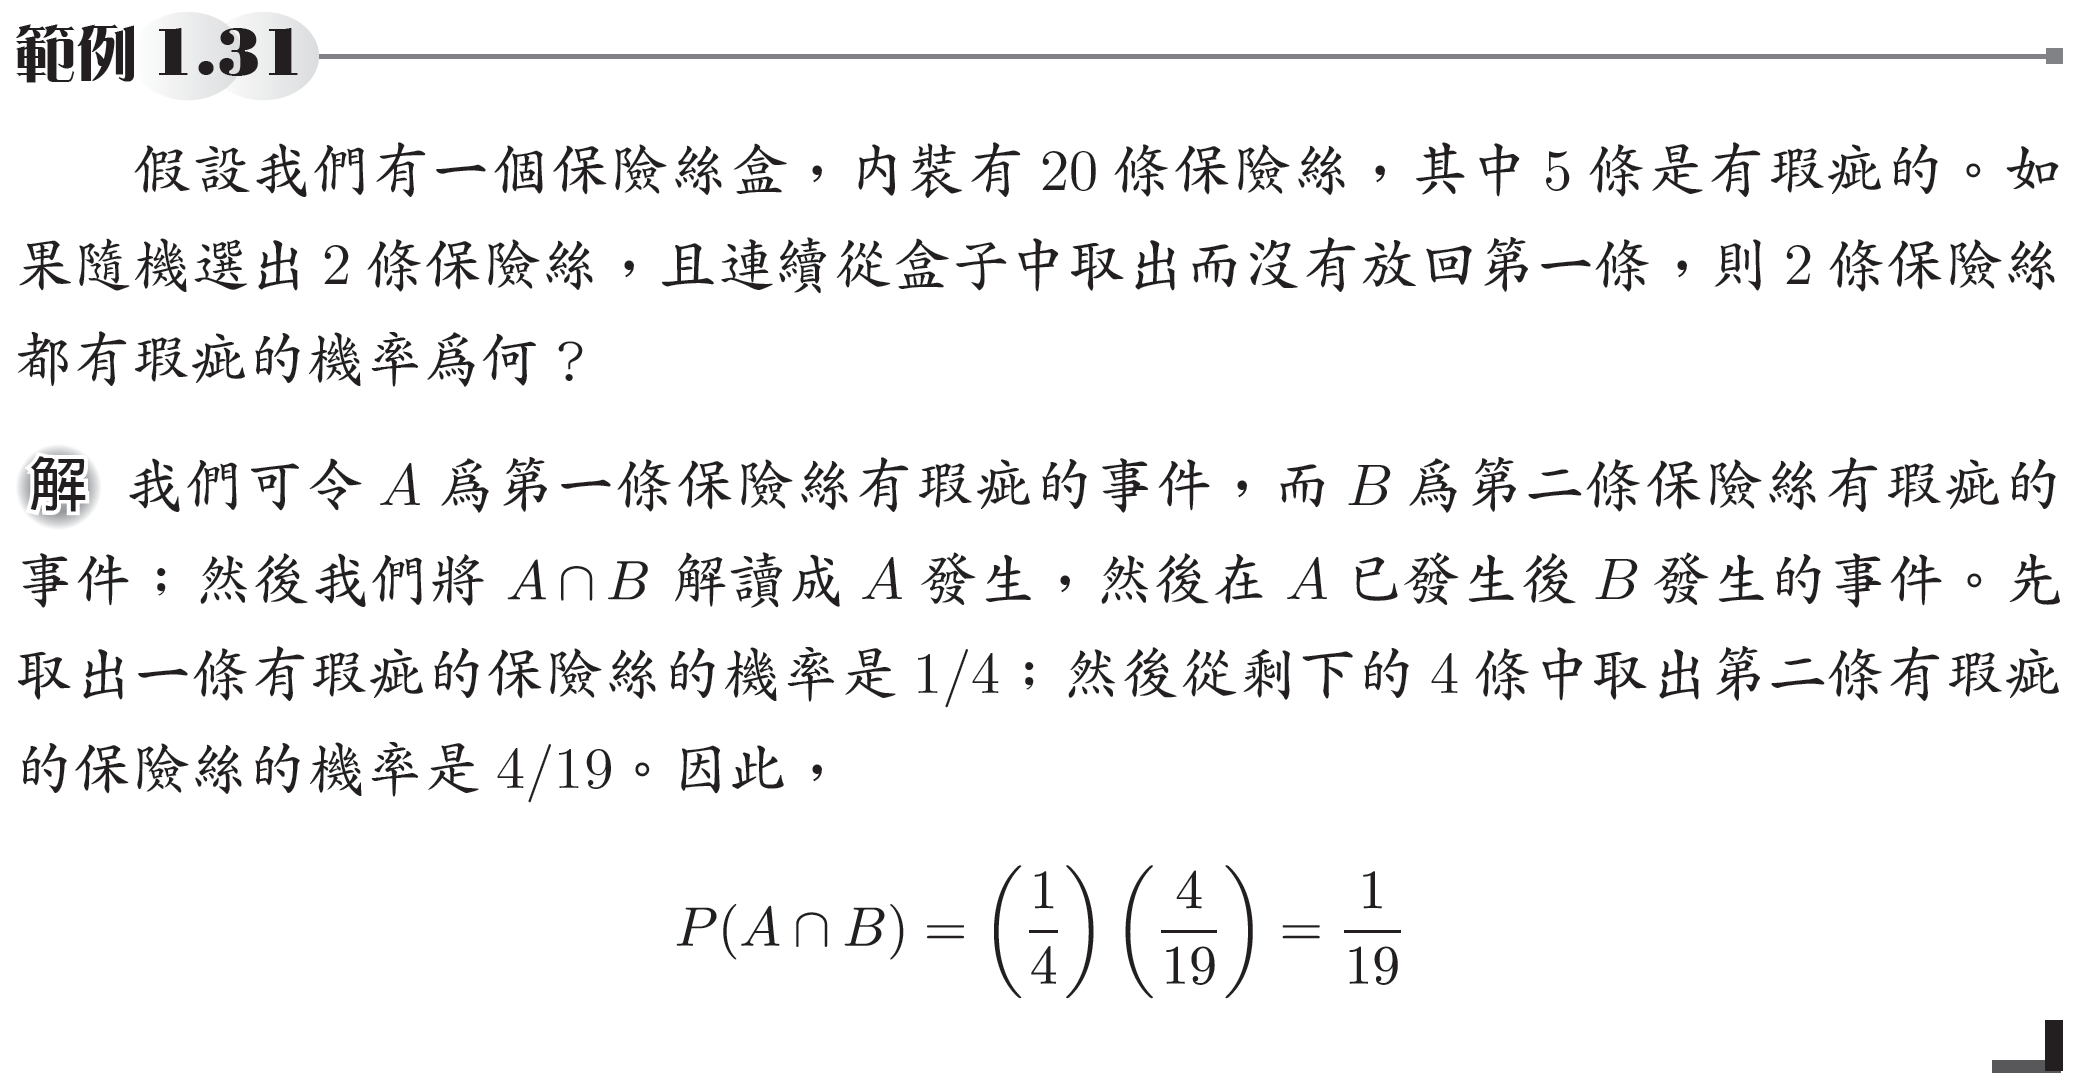 範例 1.31
假設我們有一個保險絲盒，內裝有 20 條保險絲，其中 5 條是有瑕疵的。如
果隨機選出 2 條保險絲，且連續從盒子中取出而沒有放回第一條，則 2 條保險絲
都有瑕疵的機率爲何？
解 我們可令 A 爲第一條保險絲有瑕疵的事件，而 B 爲第二條保險絲有瑕疵的
事件；然後我們將 A∩B 解讀成 A 發生，然後在 A 已發生後 B 發生的事件。先
取出一條有瑕疵的保險絲的機率是 1/4；然後從剩下的 4 條中取出第二條有瑕疵
的保險絲的機率是 4/19。因此，
P(A ∩ B) = (1/4) (4/19) = 1/19